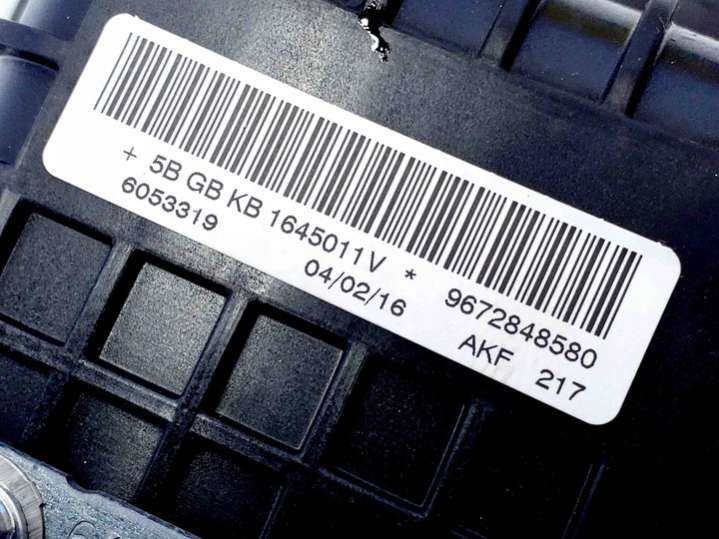 + 5B GB KB 1645011V * 9672848580
6053319 04/02/16 AKF 217